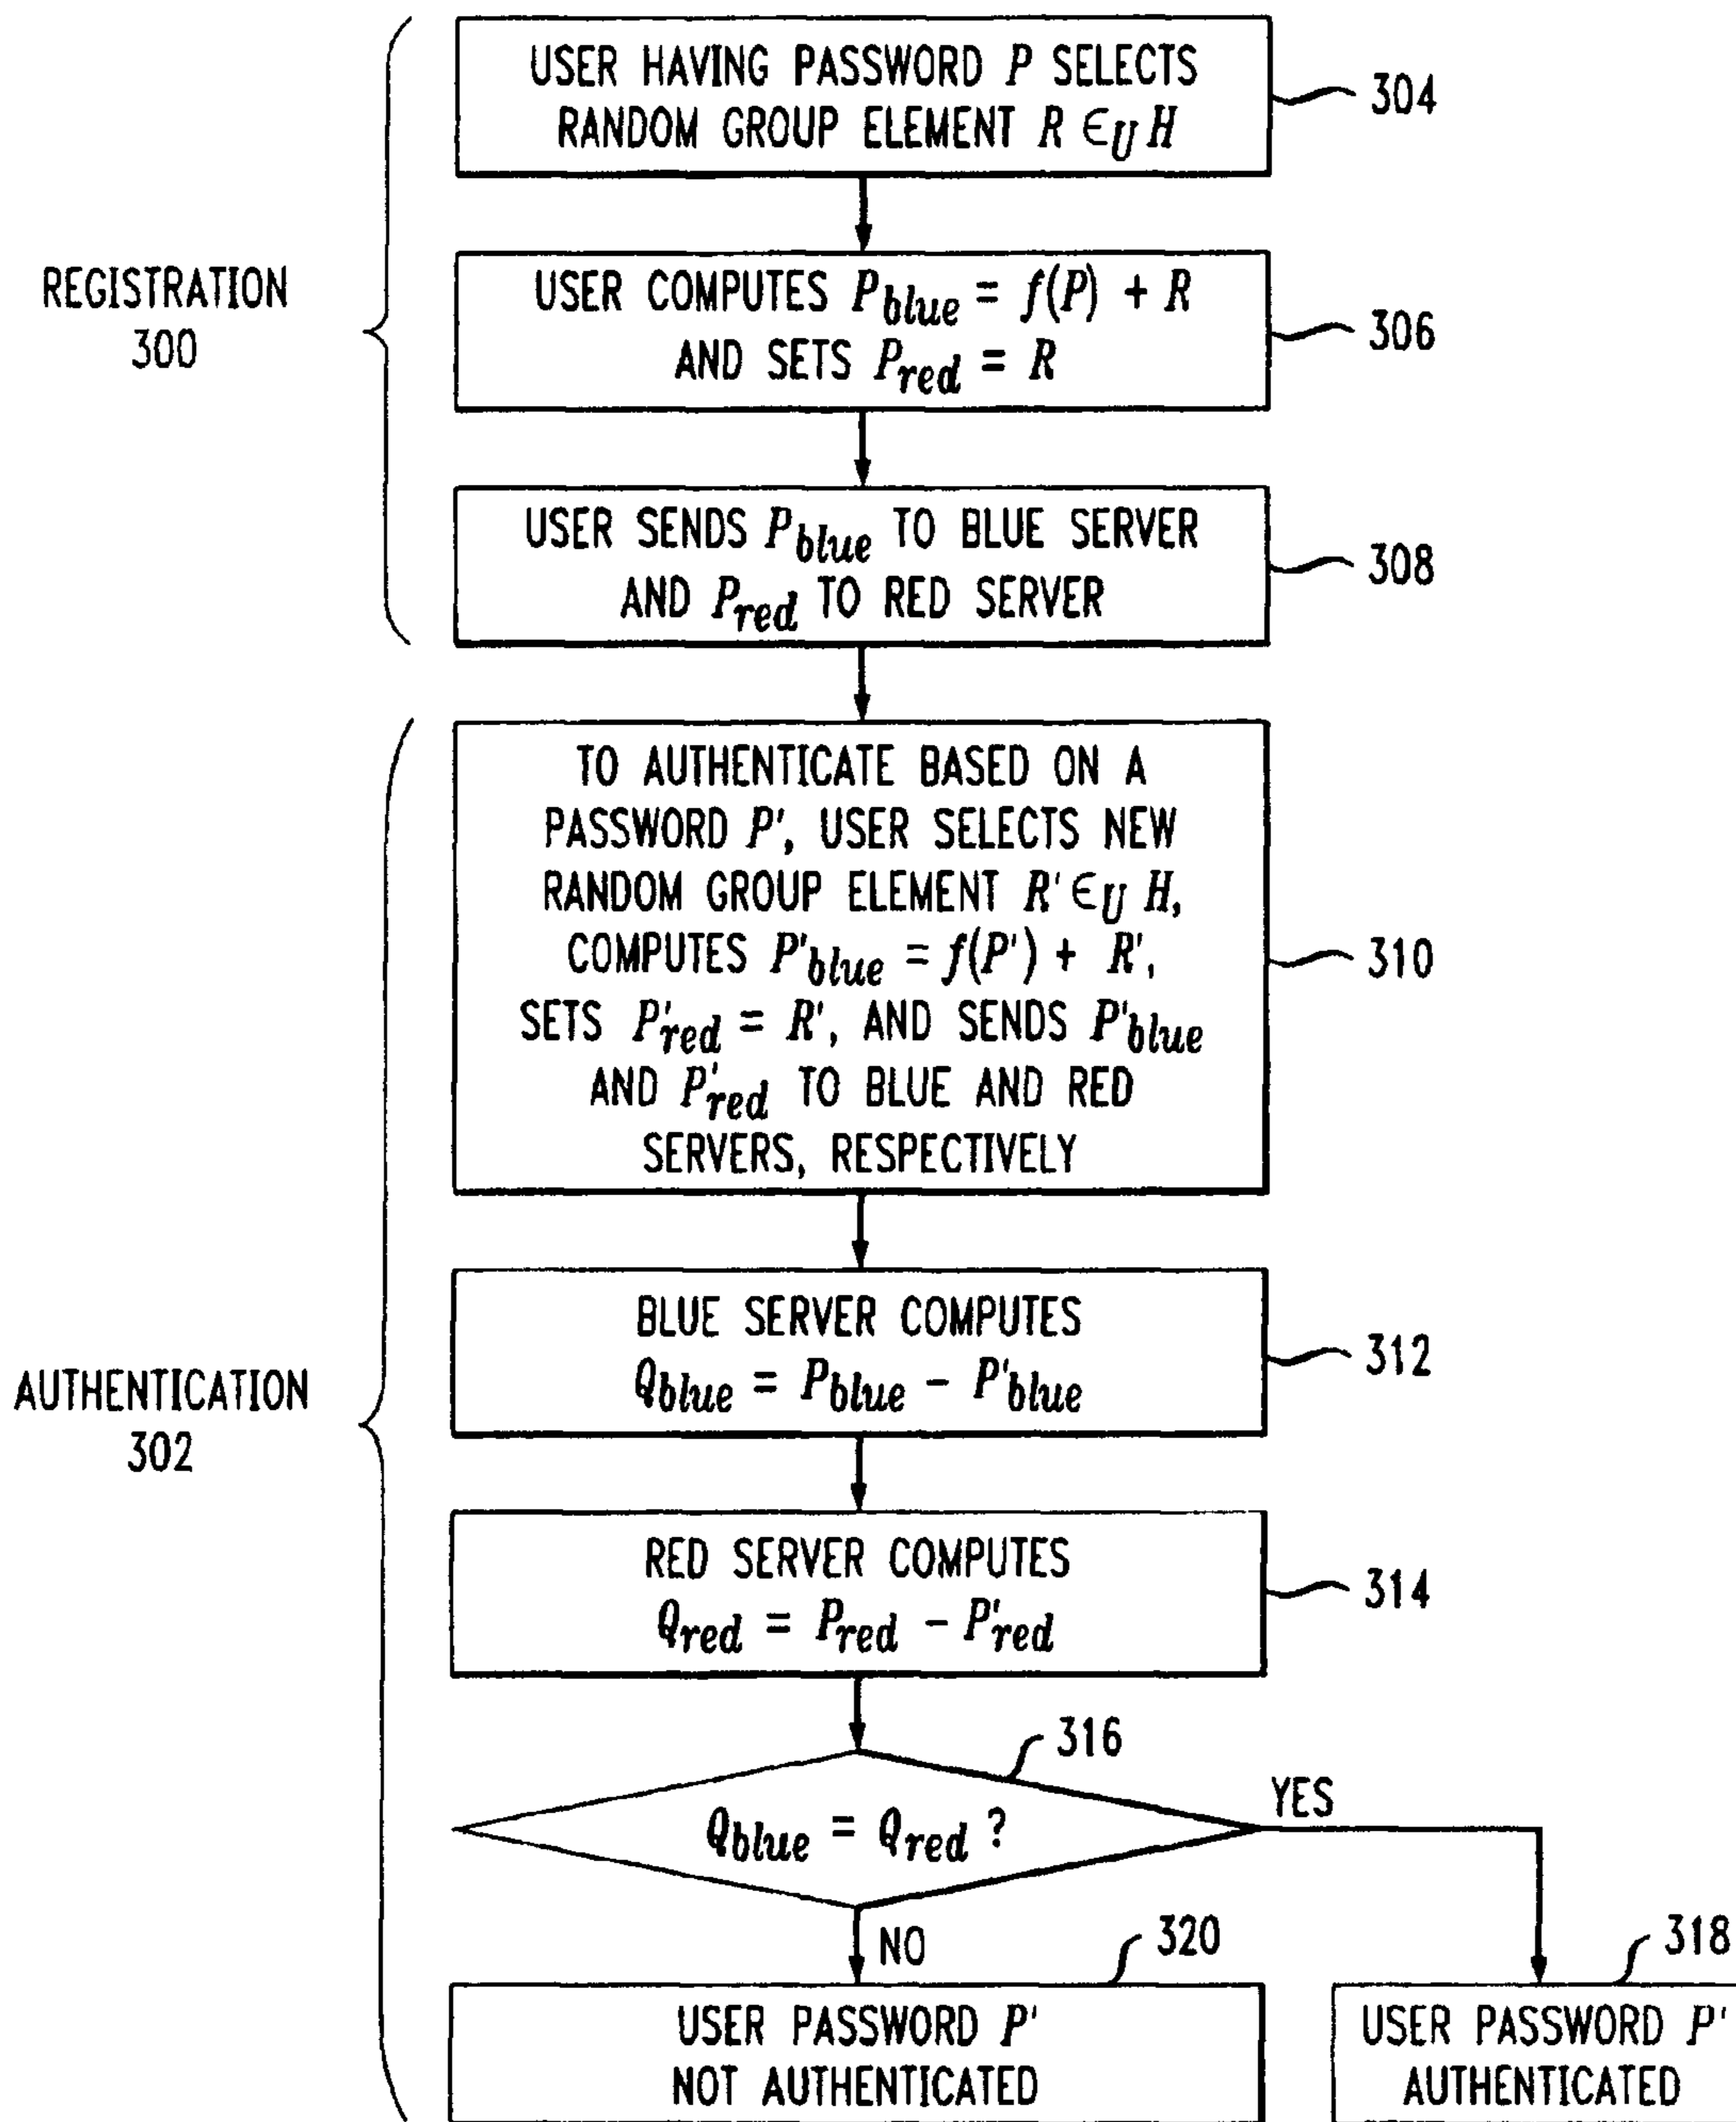 USER HAVING PASSWORD P SELECTS
RANDOM GROUP ELEMENT R ∈U H
304
USER COMPUTES Pblue = f(P) + R
AND SETS Pred = R
306
REGISTRATION
300
USER SENDS Pblue TO BLUE SERVER
AND Pred TO RED SERVER
308
TO AUTHENTICATE BASED ON A
PASSWORD P', USER SELECTS NEW
RANDOM GROUP ELEMENT R' ∈U H,
COMPUTES P'blue = f(P') + R',
SETS P'red = R', AND SENDS P'blue
AND P'red TO BLUE AND RED
SERVERS, RESPECTIVELY
310
BLUE SERVER COMPUTES
Qblue = Pblue - P'blue
312
AUTHENTICATION
302
RED SERVER COMPUTES
Qred = Pred - P'red
314
316
Qblue = Qred ?
YES
NO
320
318
USER PASSWORD P'
NOT AUTHENTICATED
USER PASSWORD P'
AUTHENTICATED